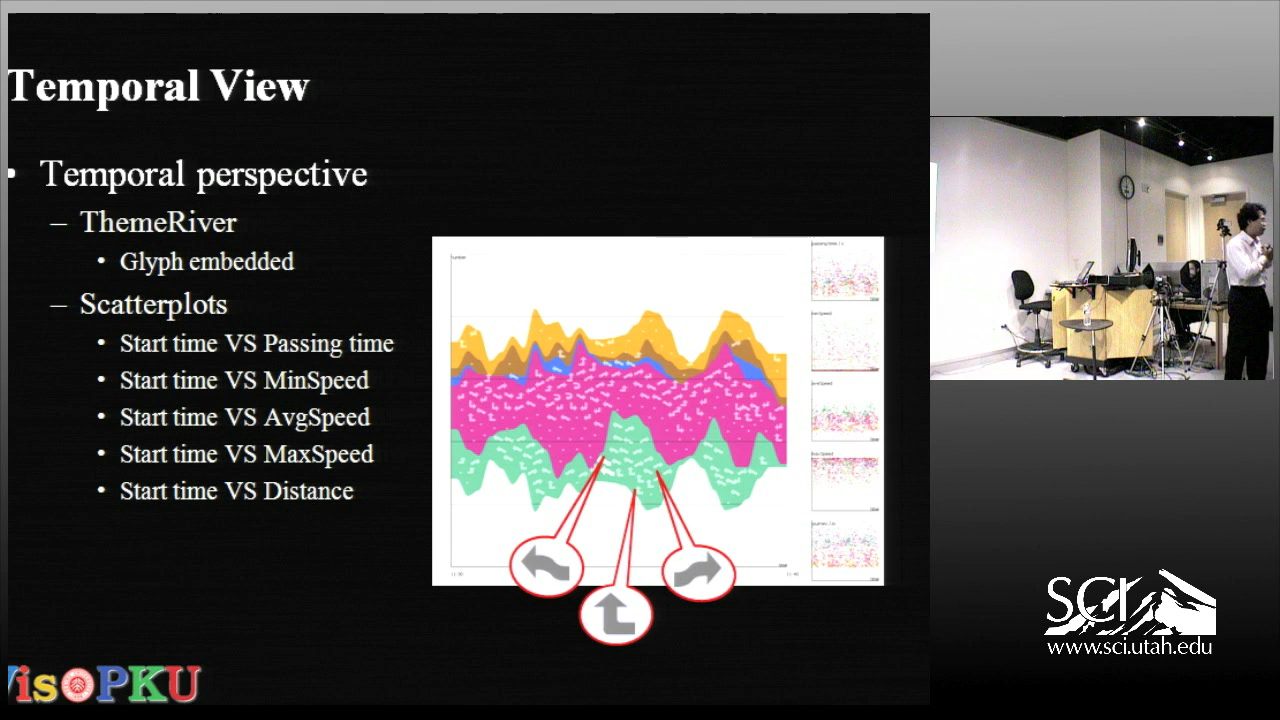 Temporal View
• Temporal perspective
– ThemeRiver
• Glyph embedded
– Scatterplots
• Start time VS Passing time
• Start time VS MinSpeed
• Start time VS AvgSpeed
• Start time VS MaxSpeed
• Start time VS Distance
VisPKU
SCI
www.sci.utah.edu